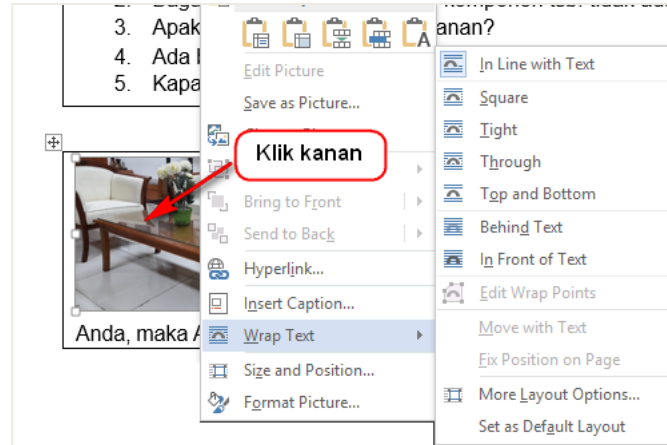 3. Apak
anan?
4. Ada
5. Kapa
Edit Picture
Save as Picture...
Klik kanan
Bring to Front
Send to Back
Hyperlink...
Insert Caption...
Wrap Text
Size and Position...
Format Picture...
In Line with Text
Square
Tight
Through
Top and Bottom
Behind Text
In Front of Text
Edit Wrap Points
Move with Text
Fix Position on Page
More Layout Options...
Set as Default Layout
Anda, maka